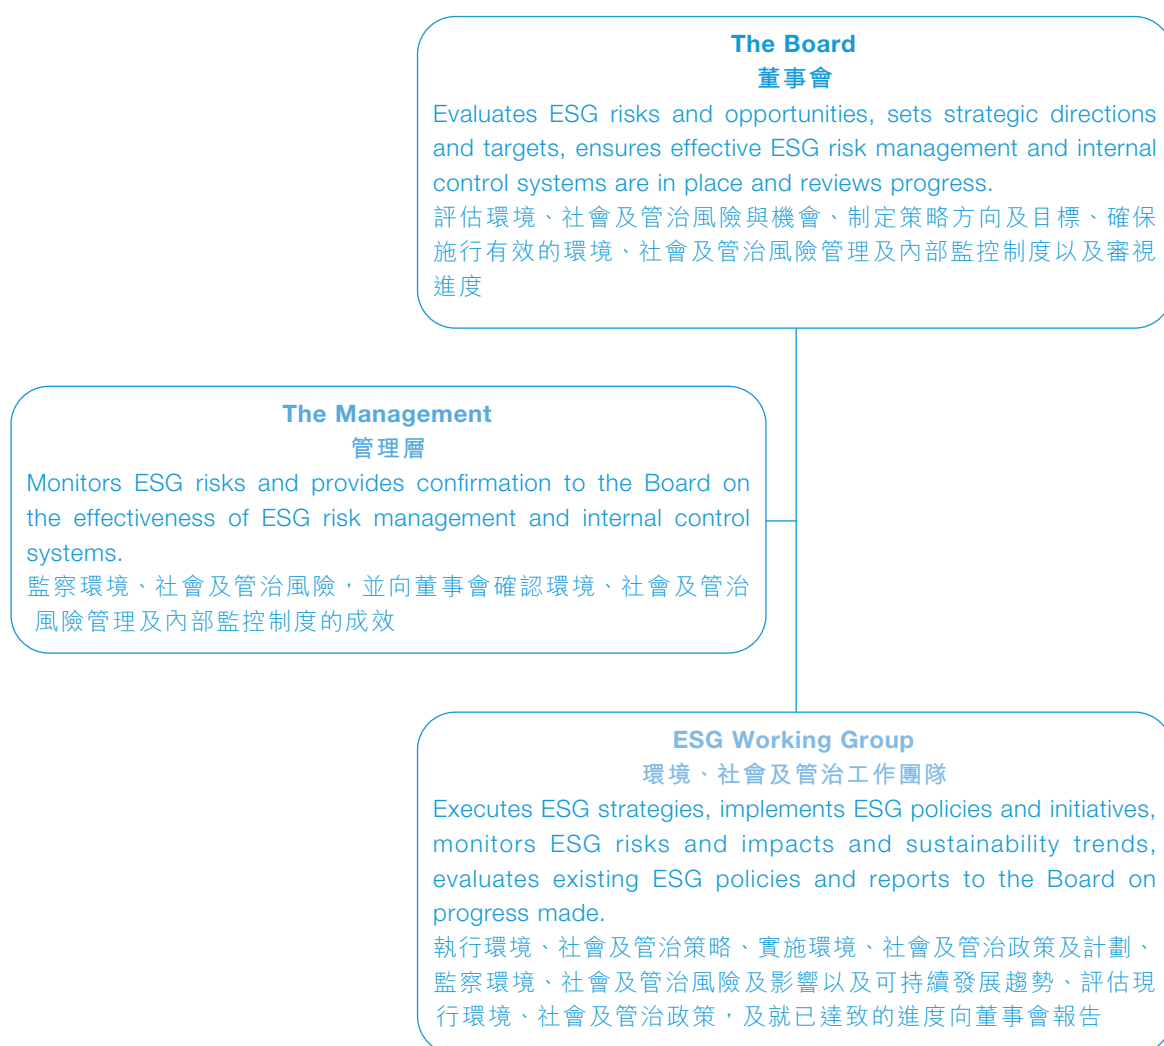 The Board
董事會
Evaluates ESG risks and opportunities, sets strategic directions
and targets, ensures effective ESG risk management and internal
control systems are in place and reviews progress.
評估環境、社會及管治風險與機會、制定策略方向及目標、確保
施行有效的環境、社會及管治風險管理及內部監控制度以及審視
進度
The Management
管理層
Monitors ESG risks and provides confirmation to the Board on
the effectiveness of ESG risk management and internal control
systems.
監察環境、社會及管治風險，並向董事會確認環境、社會及管治
風險管理及內部監控制度的成效
ESG Working Group
環境、社會及管治工作團隊
Executes ESG strategies, implements ESG policies and initiatives,
monitors ESG risks and impacts and sustainability trends,
evaluates existing ESG policies and reports to the Board on
progress made.
執行環境、社會及管治策略、實施環境、社會及管治政策及計劃、
監察環境、社會及管治風險及影響以及可持續發展趨勢、評估現
行環境、社會及管治政策，及就已達致的進度向董事會報告